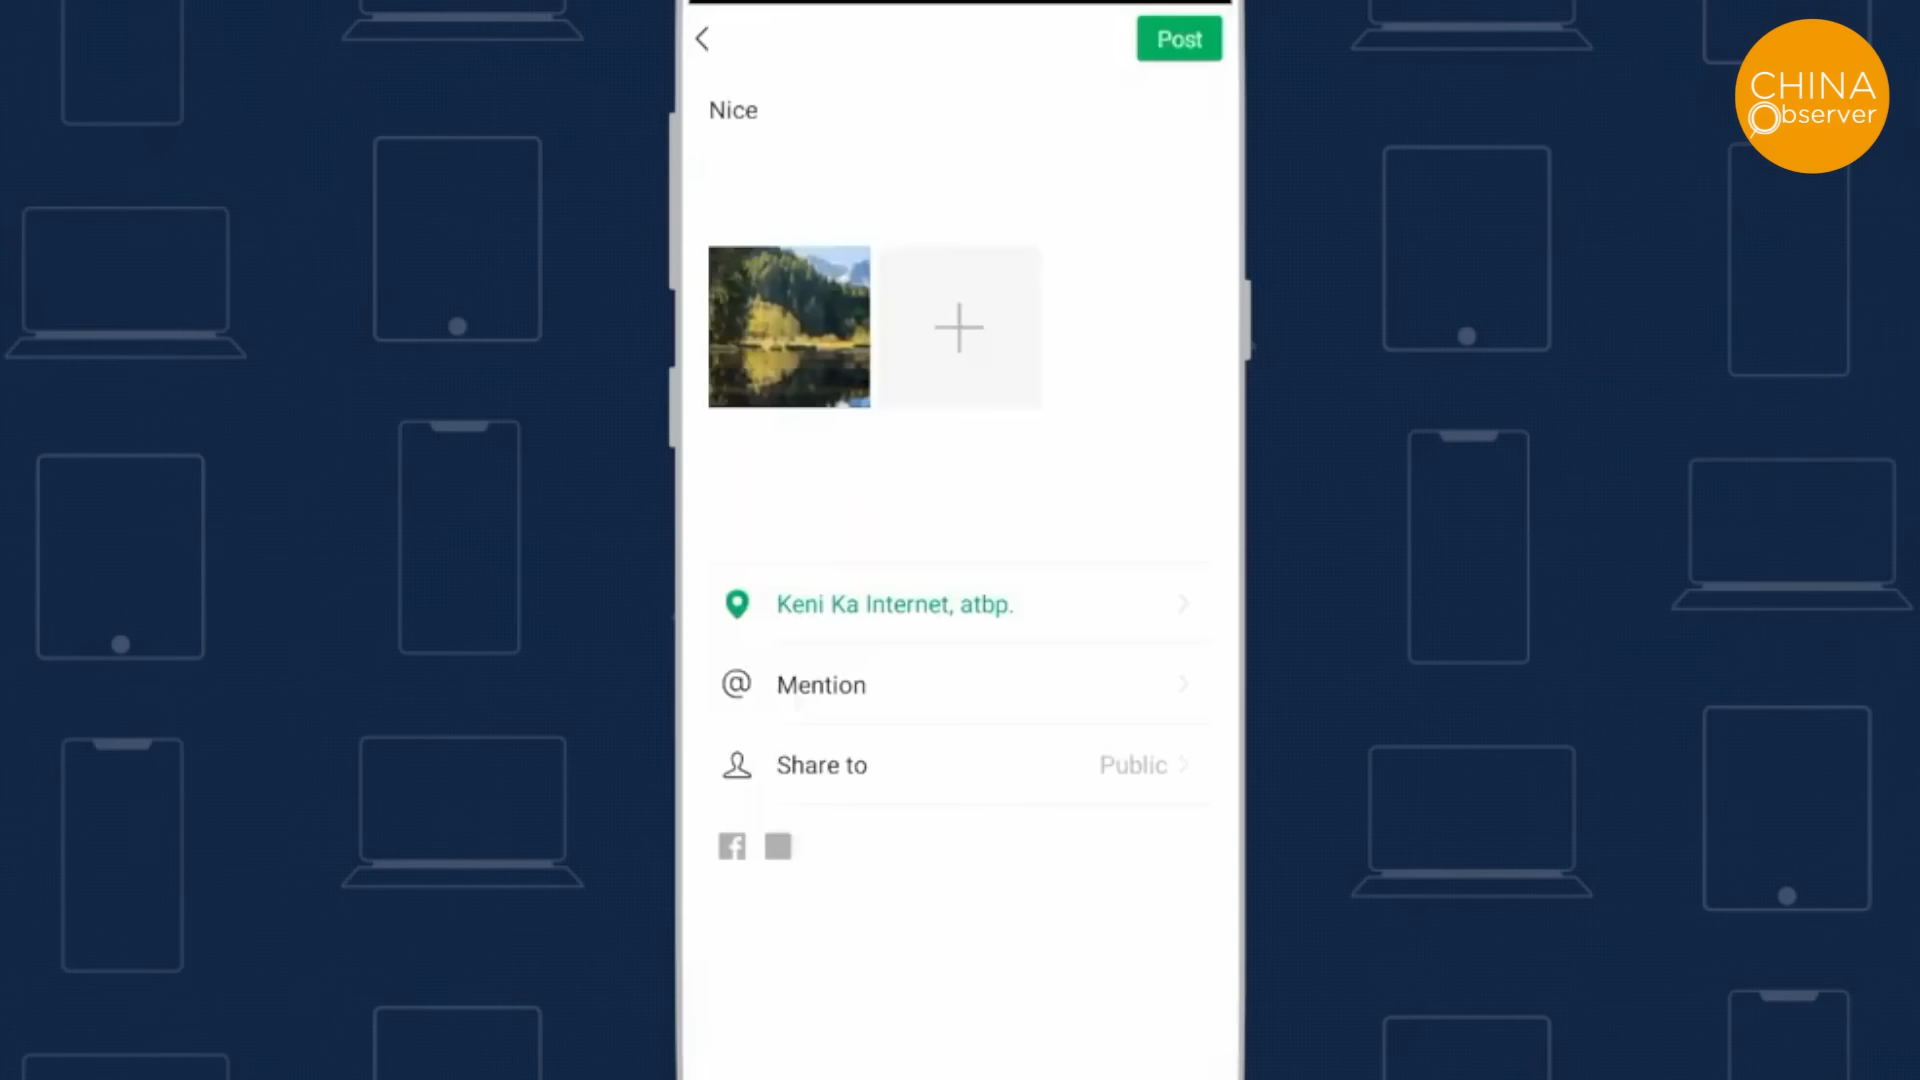 Post
CHINA
Observer
Nice
Keni Ka Internet, atbp.
@ Mention
Share to
Public
f